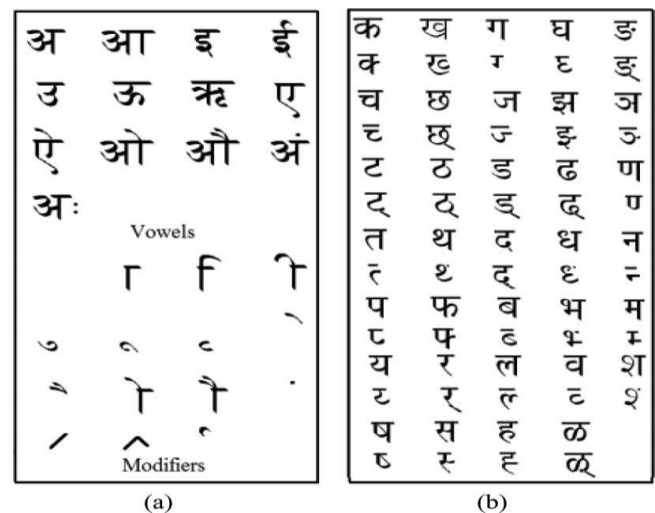 अ आ इ ई
उ ऊ ऋ ए
ऐ ओ औ अं
अः
Vowels
ा ि ी
ु ू ृ
ो ौ
Modifiers
(a)
क ख ग घ ङ
क्‍ ख्‍ ग्‍ घ्‍ ङ्
च छ ज झ ञ
च्‍ छ् ज्‍ झ्‍ ञ्‍
ट ठ ड ढ ण
ट् ठ् ड् ढ् ण्‍
त थ द ध न
त्‍ थ्‍ द् ध्‍ न्‍
प फ ब भ म
प्‍ फ्‍ ब्‍ भ्‍ म्‍
य र ल व श
य्‍ र् ल्‍ व्‍ श्‍
ष स ह ळ
ष्‍ स्‍ ह्‍ ळ्
(b)